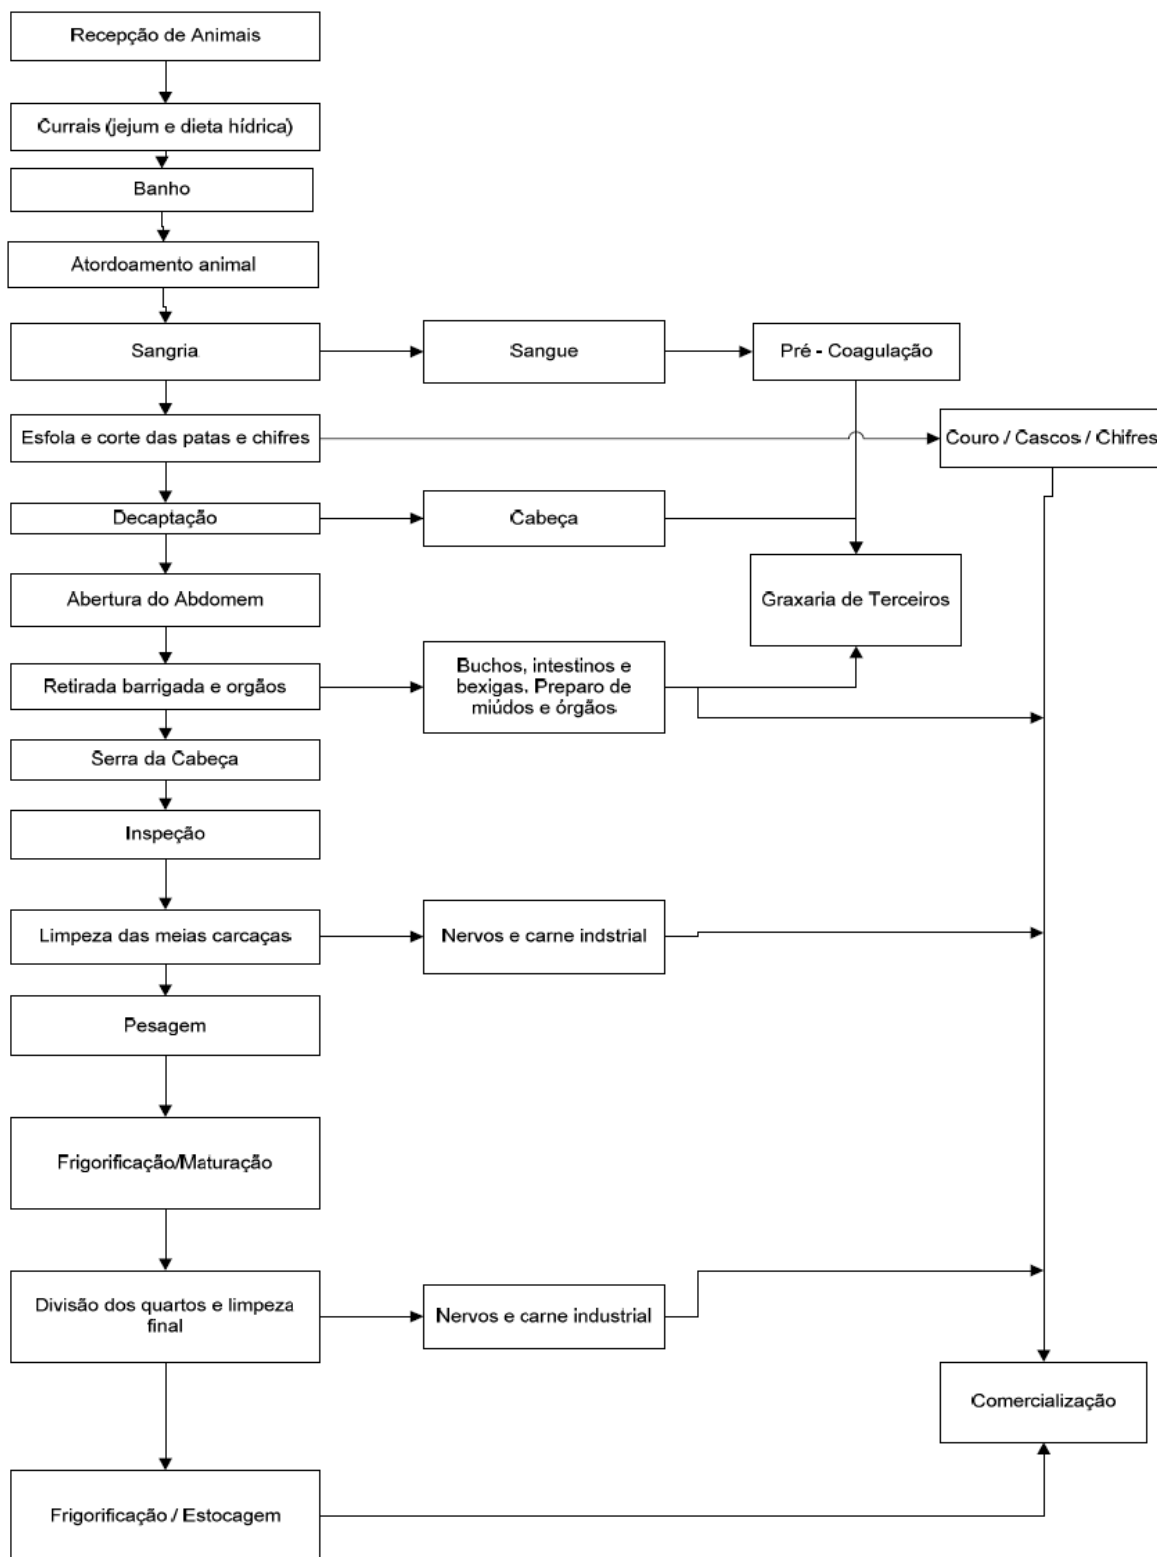 Recepção de Animais
Currais (jejum e dieta hídrica)
Banho
Atordoamento animal
Sangria
Sangue
Pré - Coagulação
Esfola e corte das patas e chifres
Couro / Cascos / Chifres
Decaptação
Cabeça
Abertura do Abdomem
Graxaria de Terceiros
Retirada barrigada e orgãos
Buchos, intestinos e
bexigas. Preparo de
miúdos e órgãos
Serra da Cabeça
Inspeção
Limpeza das meias carcaças
Nervos e carne indstrial
Pesagem
Frigorificação/Maturação
Divisão dos quartos e limpeza
final
Nervos e carne industrial
Comercialização
Frigorificação / Estocagem